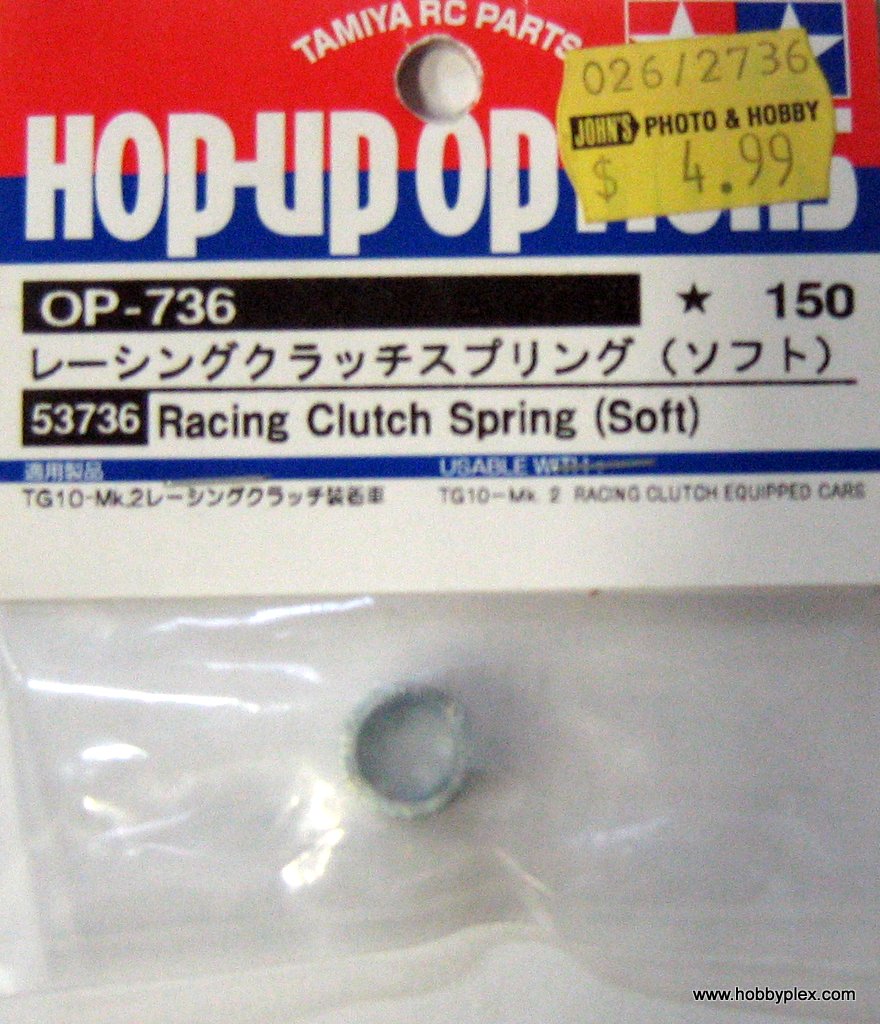 TAMIYA RC PARTS
026/2736
JOHN'S PHOTO & HOBBY
$ 4.99
HOP-UP OPTIONS
OP-736 ★ 150
レーシングクラッチスプリング (ソフト)
53736 Racing Clutch Spring (Soft)
適用製品 USABLE WITH
TG10-Mk.2レーシングクラッチ装着車 TG10-Mk. 2 RACING CLUTCH EQUIPPED CARS
www.hobbyplex.com